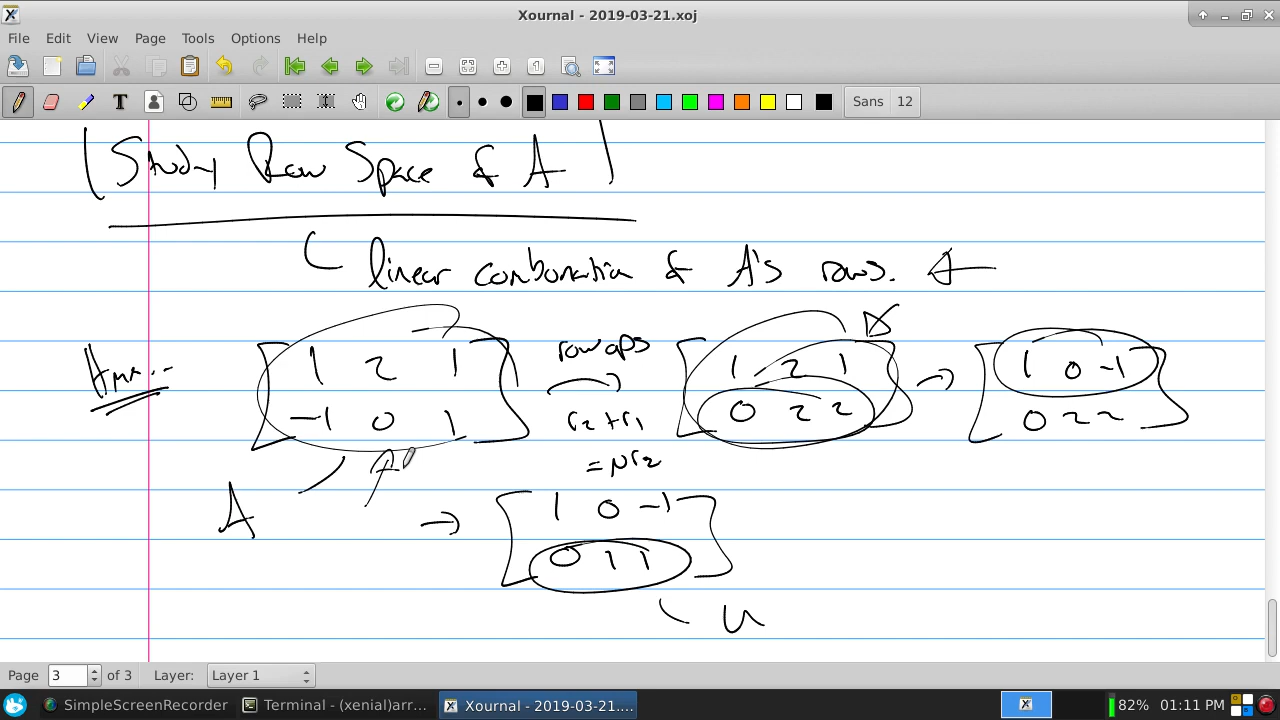 Xournal - 2019-03-21.xoj
File Edit View Page Tools Options Help
Sans 12
Study Row Space of A
linear combonation of A's rows.
Hmm...
1 2 1
-1 0 1
row ops
r2 + r1
= nr2
1 2 1
0 2 2
→
1 0 -1
0 2 2
A
→
1 0 -1
0 1 1
U
Page 3 of 3 Layer: Layer 1
SimpleScreenRecorder Terminal - (xenial)arr... Xournal - 2019-03-21.... 82% 01:11 PM